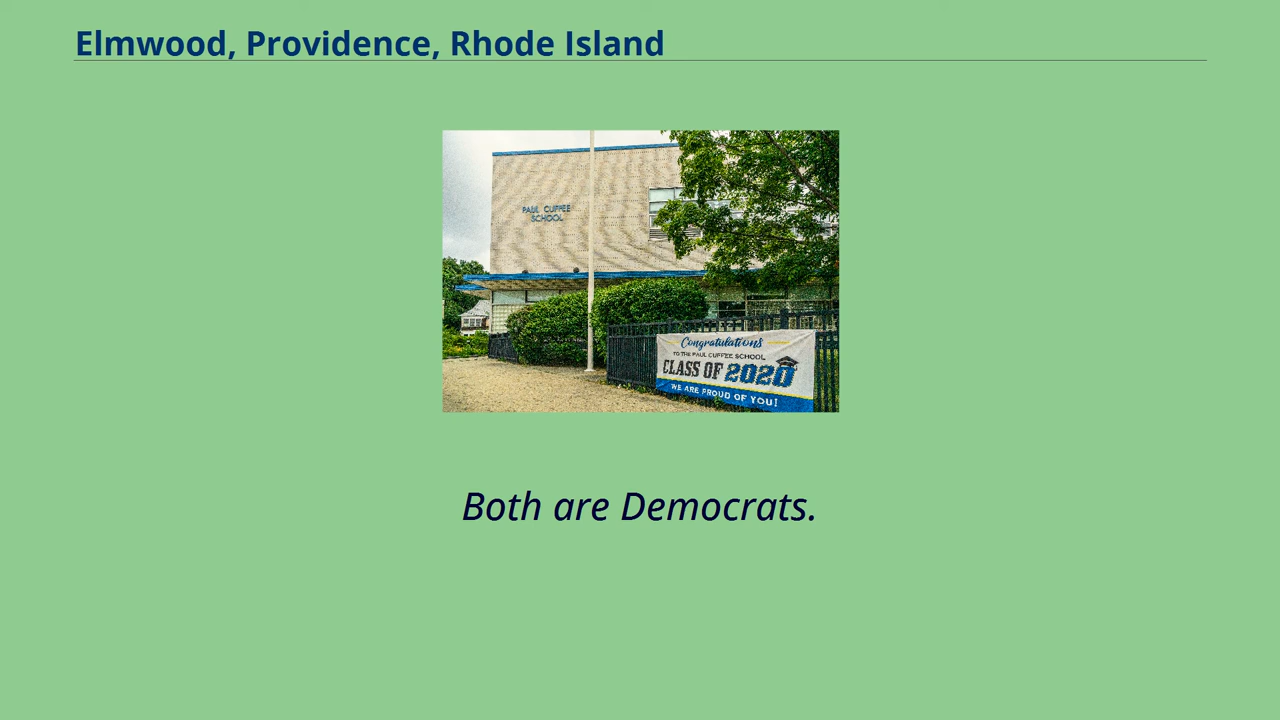 Elmwood, Providence, Rhode Island
PAUL CUFFEE
SCHOOL
Congratulations
TO THE PAUL CUFFEE SCHOOL
CLASS OF 2020
WE ARE PROUD OF YOU!
Both are Democrats.